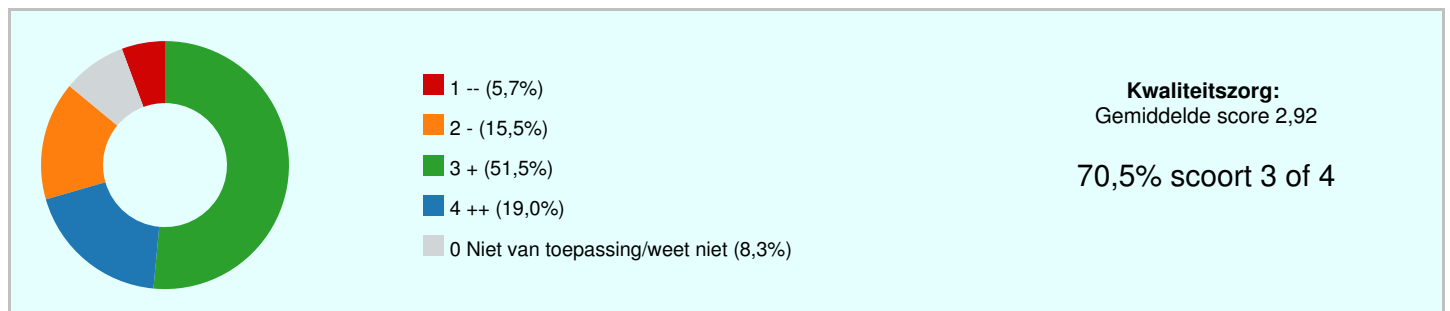 1 -- (5,7%)
2 - (15,5%)
3 + (51,5%)
4 ++ (19,0%)
0 Niet van toepassing/weet niet (8,3%)
Kwaliteitszorg:
Gemiddelde score 2,92
70,5% scoort 3 of 4